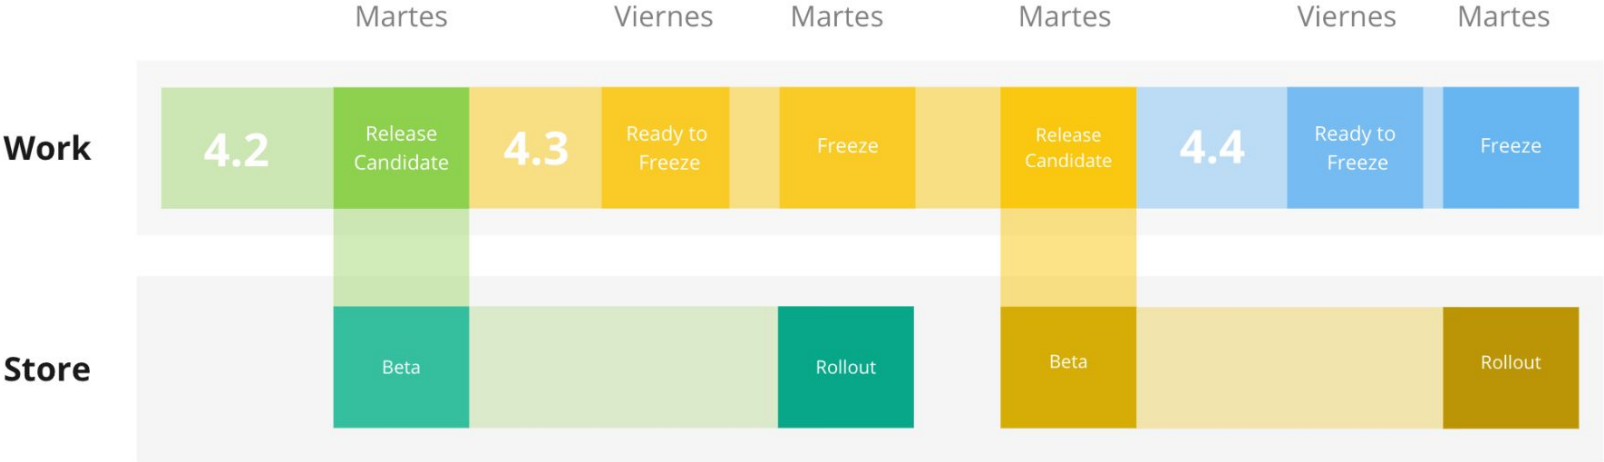 Martes Viernes Martes Martes Viernes Martes
Work
4.2
Release
Candidate
4.3
Ready to
Freeze
Freeze
Release
Candidate
4.4
Ready to
Freeze
Freeze
Store
Beta
Rollout
Beta
Rollout